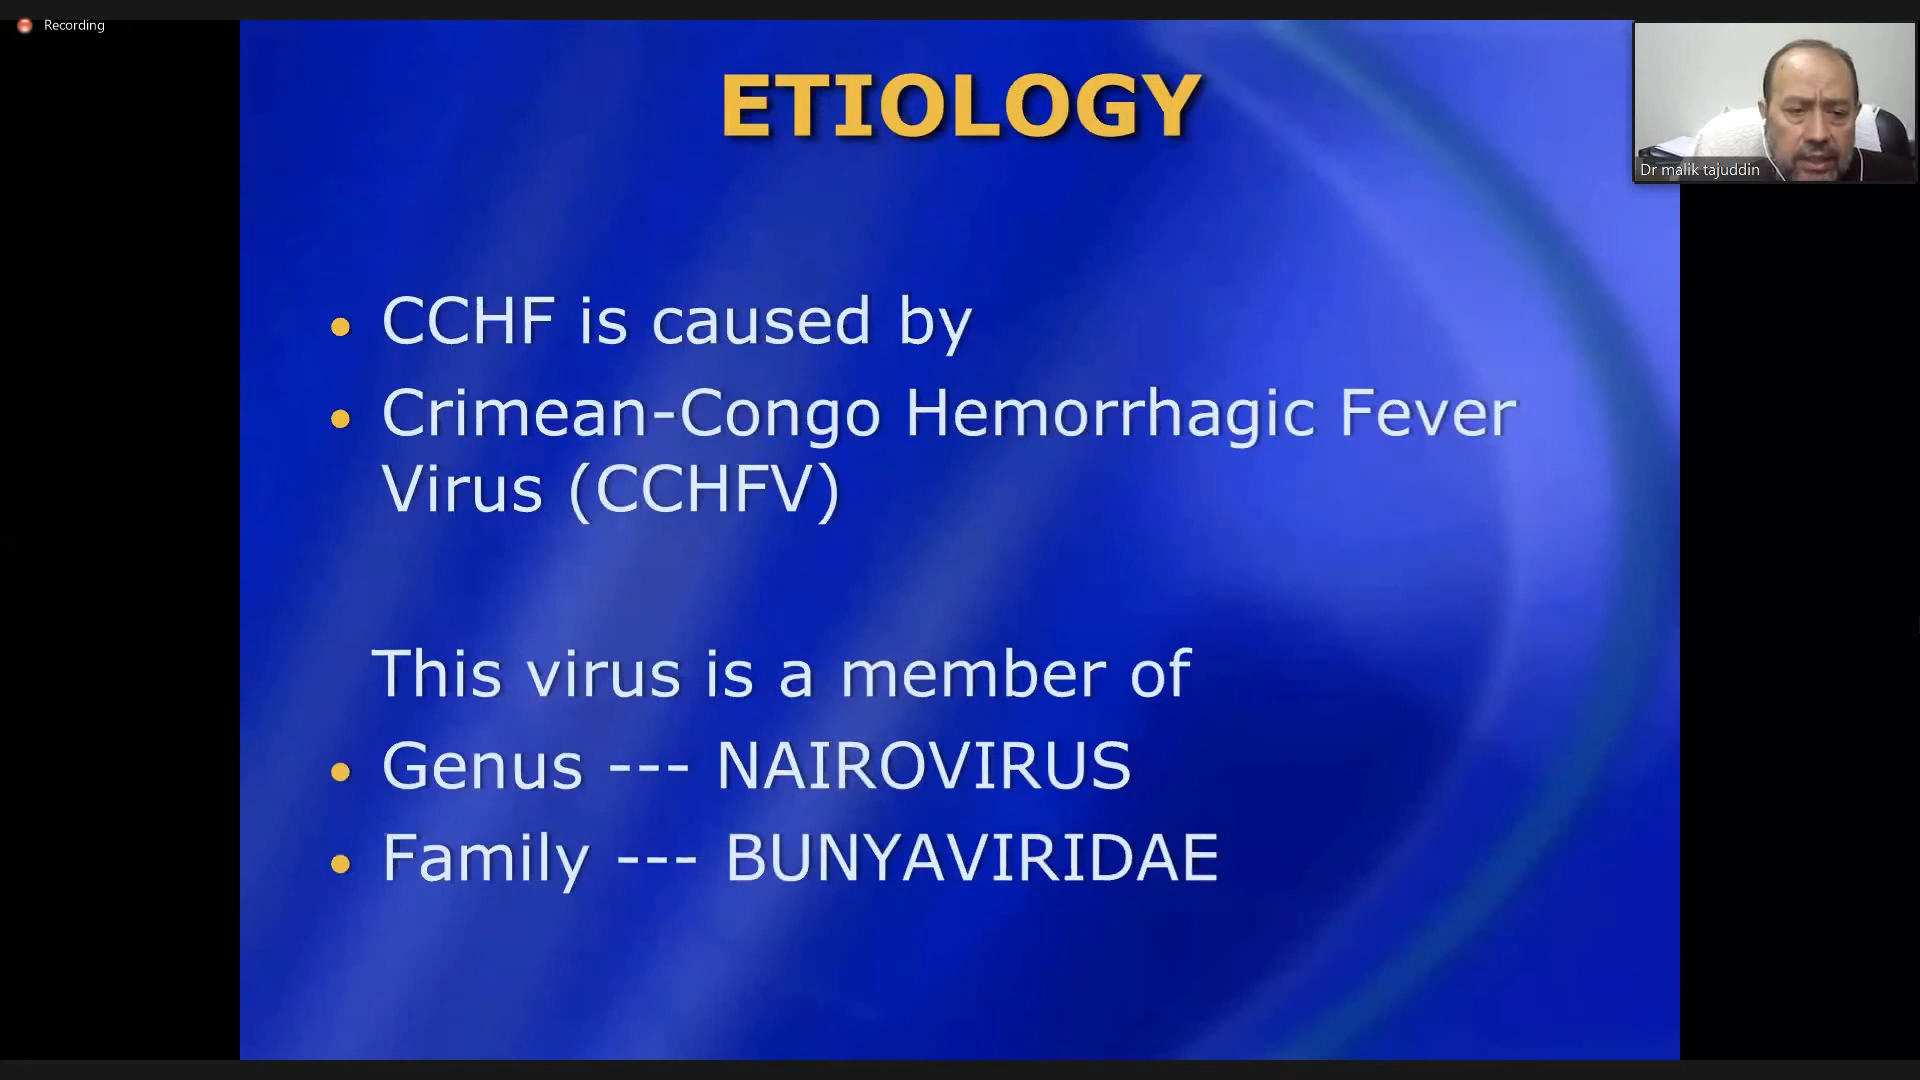 Recording
ETIOLOGY
• CCHF is caused by
• Crimean-Congo Hemorrhagic Fever
Virus (CCHFV)
This virus is a member of
• Genus --- NAIROVIRUS
• Family --- BUNYAVIRIDAE
Dr malik tajuddin